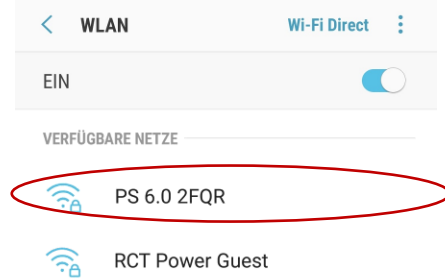 WLAN Wi-Fi Direct
EIN
VERFÜGBARE NETZE
PS 6.0 2FQR
RCT Power Guest